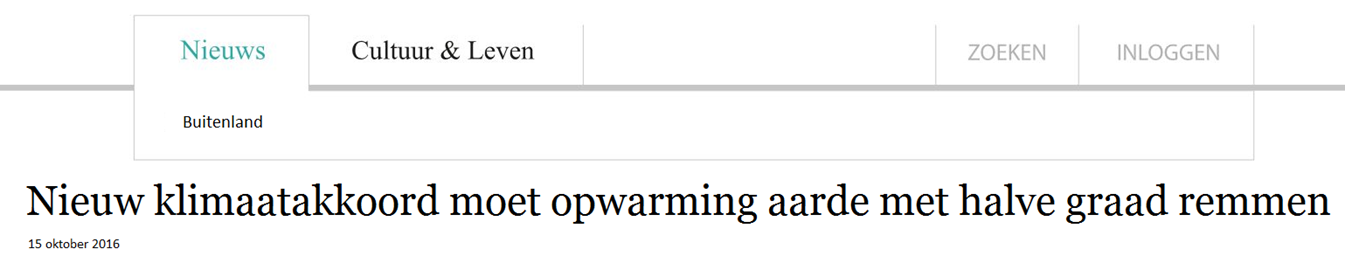 Nieuws Cultuur & Leven ZOEKEN INLOGGEN
Buitenland
Nieuw klimaatakkoord moet opwarming aarde met halve graad remmen
15 oktober 2016